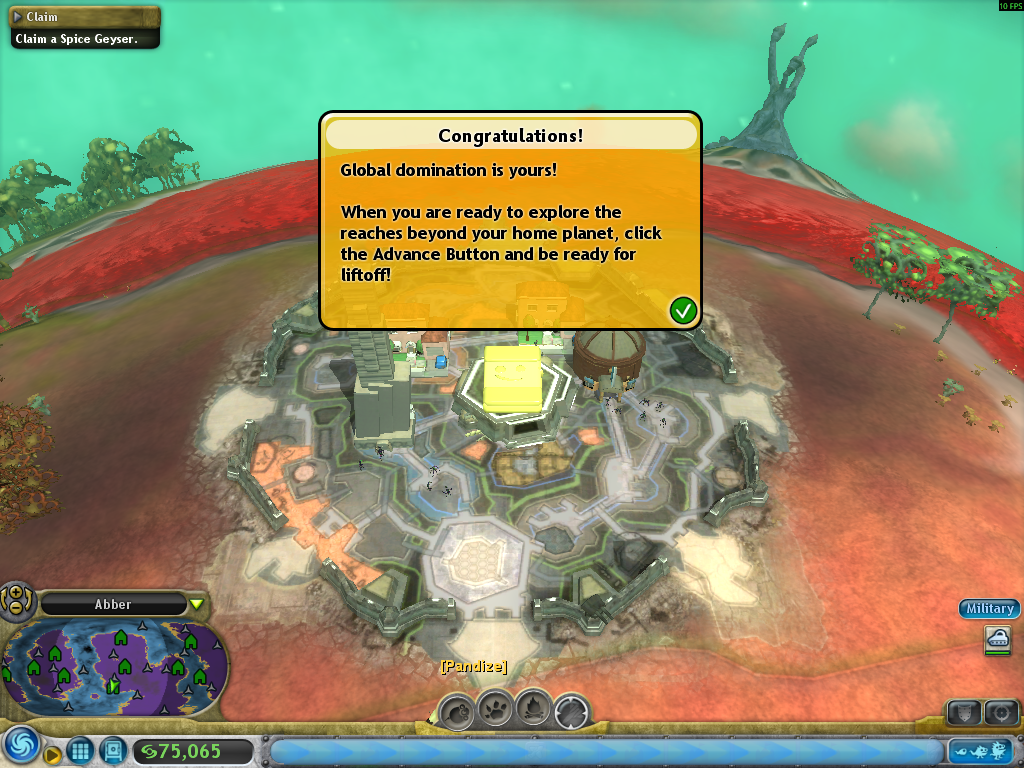 Claim
Claim a Spice Geyser.
10 FPS
Congratulations!
Global domination is yours!
When you are ready to explore the
reaches beyond your home planet, click
the Advance Button and be ready for
liftoff!
Abber
Military
[Pandize]
75,065